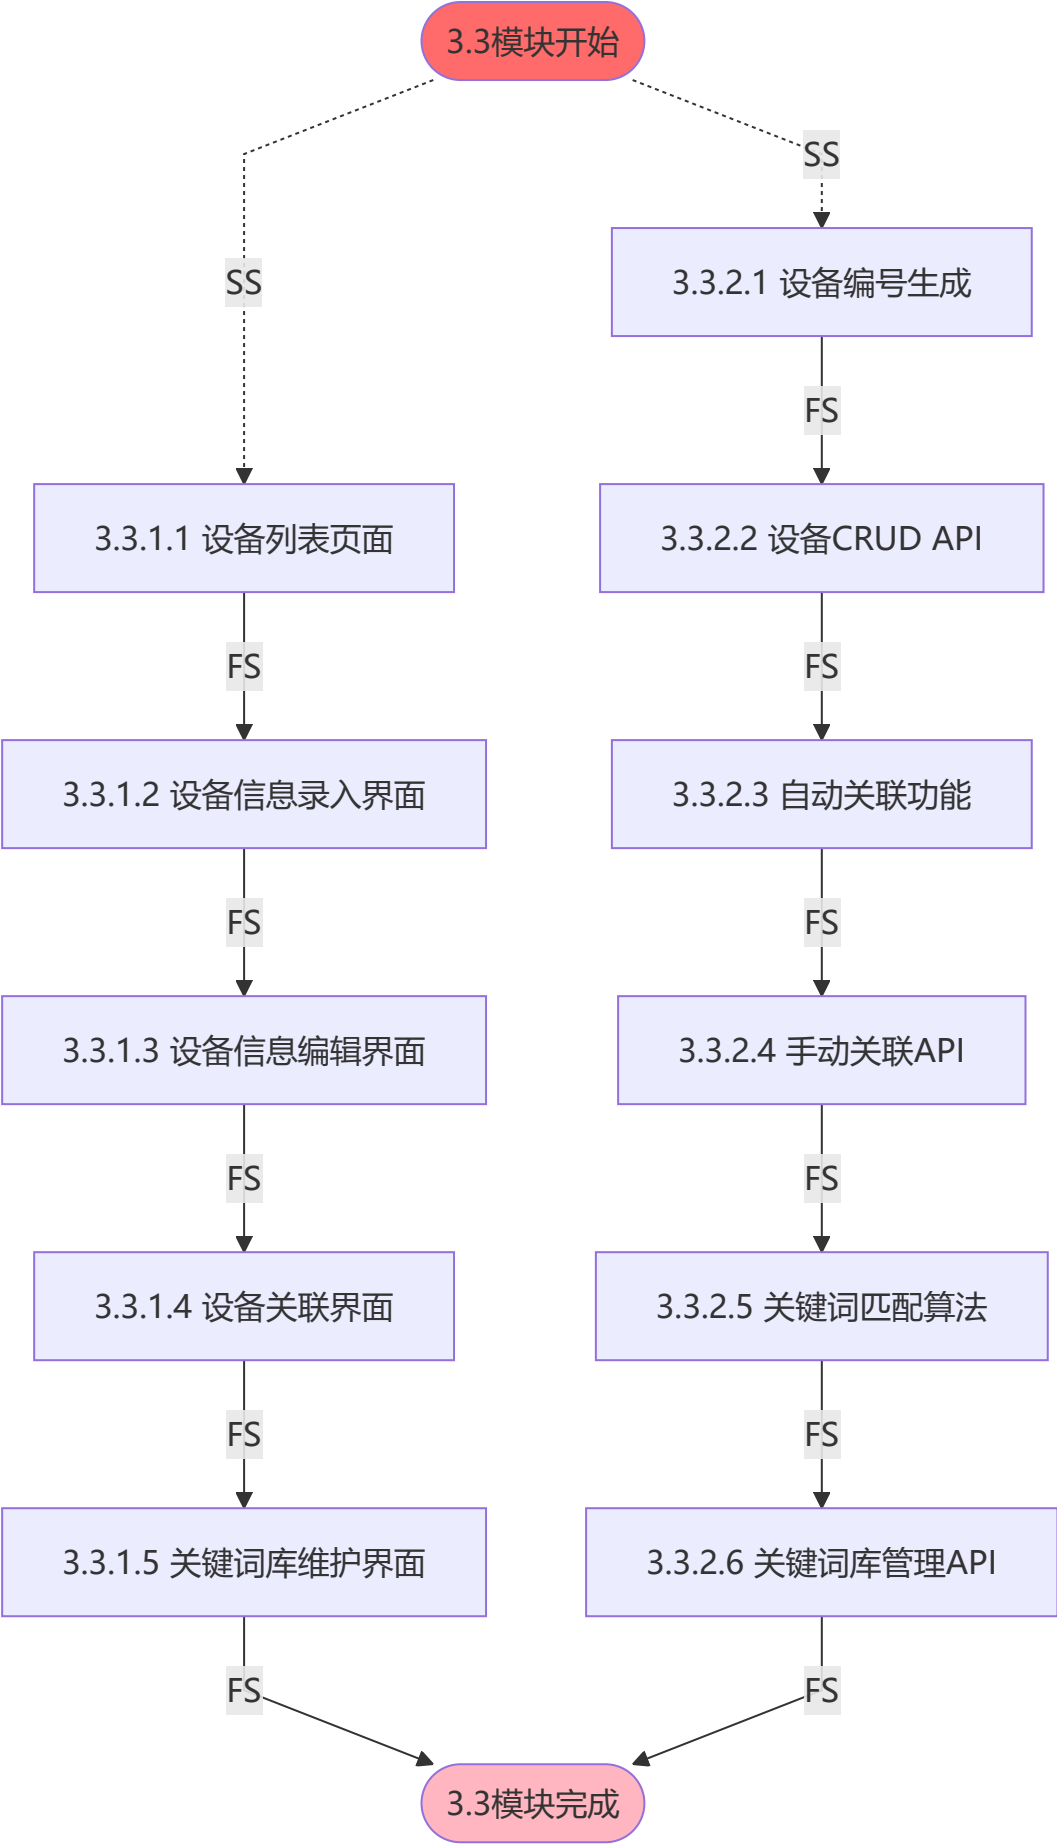 3.3模块开始
SS
SS
3.3.2.1 设备编号生成
FS
3.3.1.1 设备列表页面
3.3.2.2 设备CRUD API
FS
FS
3.3.1.2 设备信息录入界面
3.3.2.3 自动关联功能
FS
FS
3.3.1.3 设备信息编辑界面
3.3.2.4 手动关联API
FS
FS
3.3.1.4 设备关联界面
3.3.2.5 关键词匹配算法
FS
FS
3.3.1.5 关键词库维护界面
3.3.2.6 关键词库管理API
FS
FS
3.3模块完成